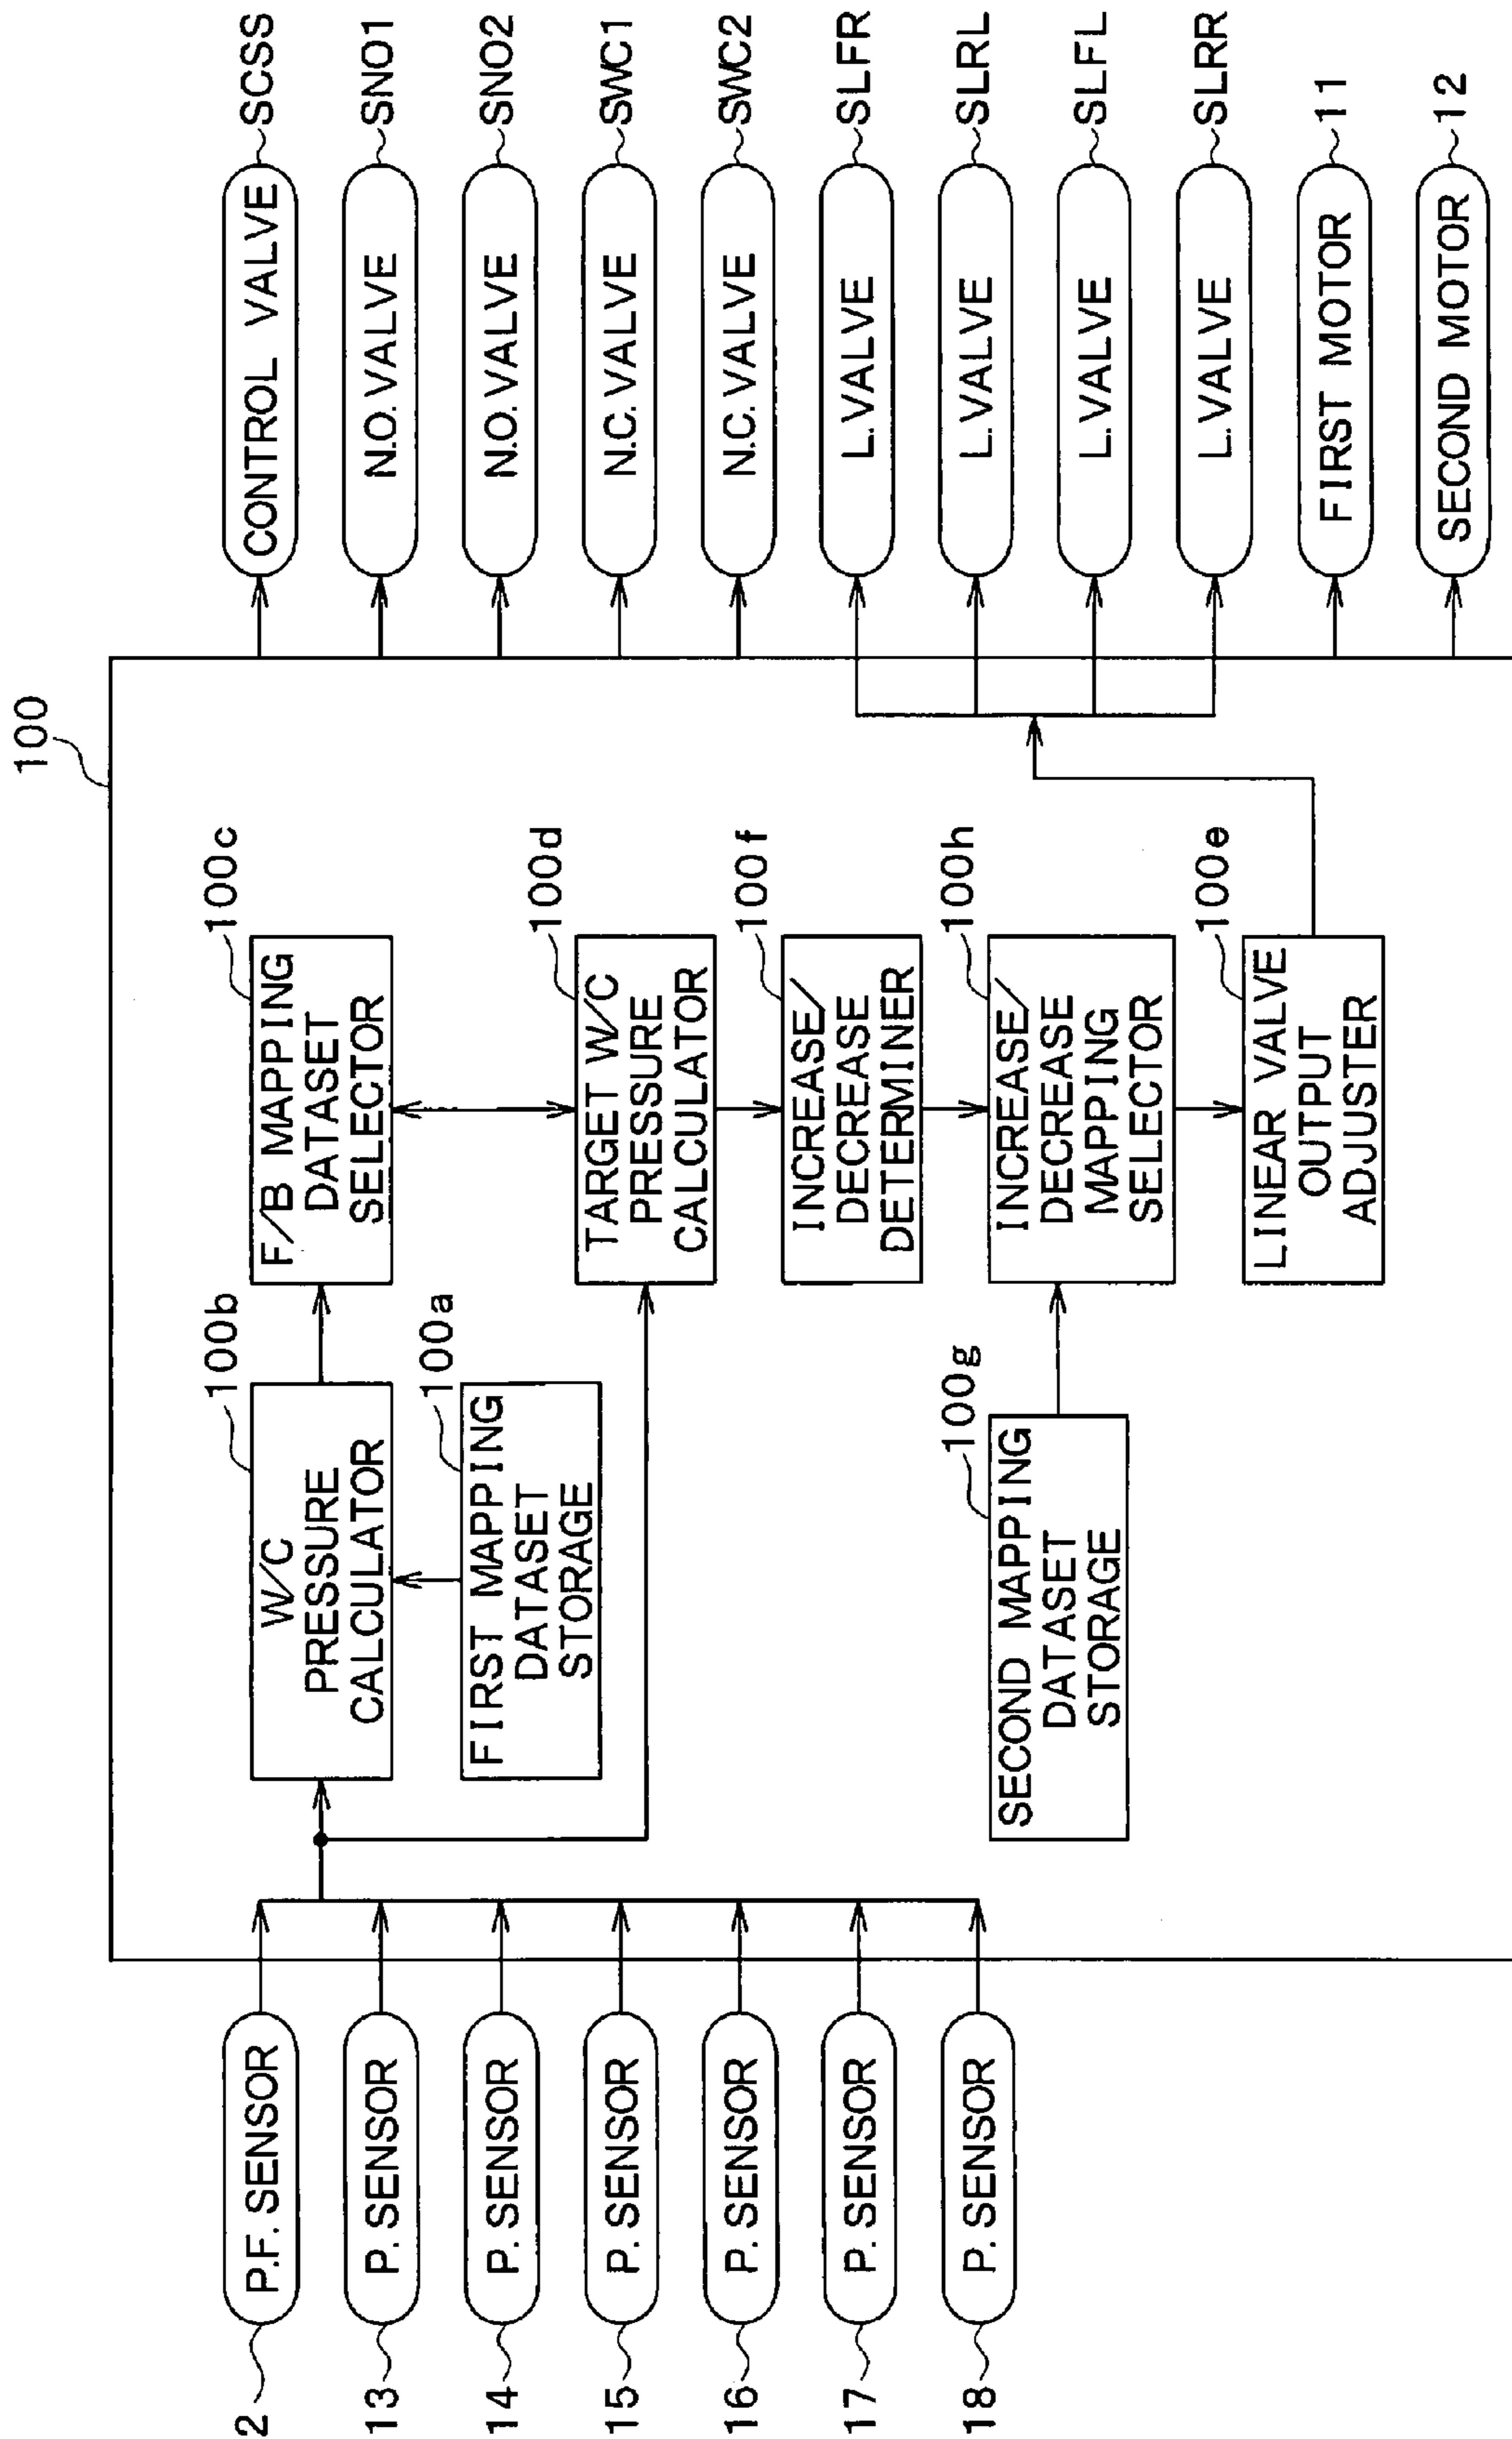 100
2
P.F. SENSOR
13
P. SENSOR
14
P. SENSOR
15
P. SENSOR
16
P. SENSOR
17
P. SENSOR
18
P. SENSOR
100b
W/C
PRESSURE
CALCULATOR
100a
FIRST MAPPING
DATASET
STORAGE
100g
SECOND MAPPING
DATASET
STORAGE
100c
F/B MAPPING
DATASET
SELECTOR
100d
TARGET W/C
PRESSURE
CALCULATOR
100f
INCREASE/
DECREASE
DETERMINER
100h
INCREASE/
DECREASE
MAPPING
SELECTOR
100e
LINEAR VALVE
OUTPUT
ADJUSTER
CONTROL VALVE
SCSS
N.O. VALVE
SNO1
N.O. VALVE
SNO2
N.C. VALVE
SWC1
N.C. VALVE
SWC2
L. VALVE
SLFR
L. VALVE
SLRL
L. VALVE
SLFL
L. VALVE
SLRR
FIRST MOTOR
11
SECOND MOTOR
12